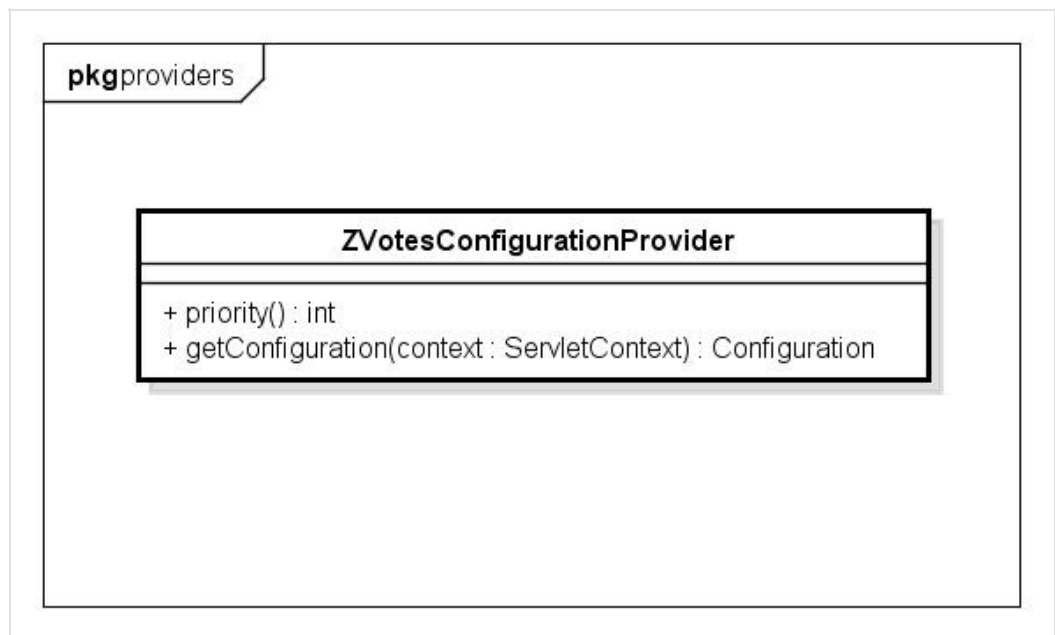 pkgproviders
ZVotesConfigurationProvider
+ priority() : int
+ getConfiguration(context : ServletContext) : Configuration